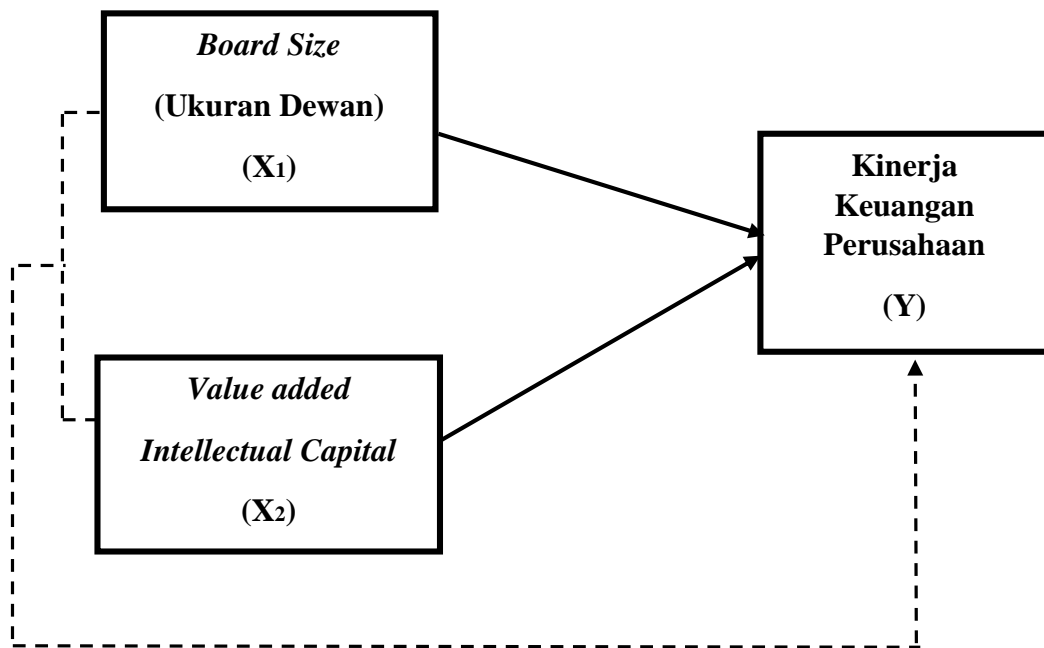 Board Size
(Ukuran Dewan)
(X1)
Kinerja
Keuangan
Perusahaan
(Y)
Value added
Intellectual Capital
(X2)